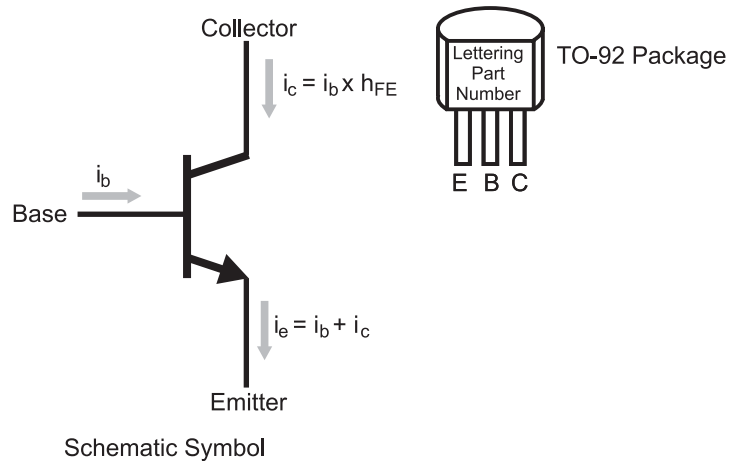 Collector
i_c = i_b x h_FE
Lettering
Part
Number
TO-92 Package
E B C
i_b
Base
i_e = i_b + i_c
Emitter
Schematic Symbol